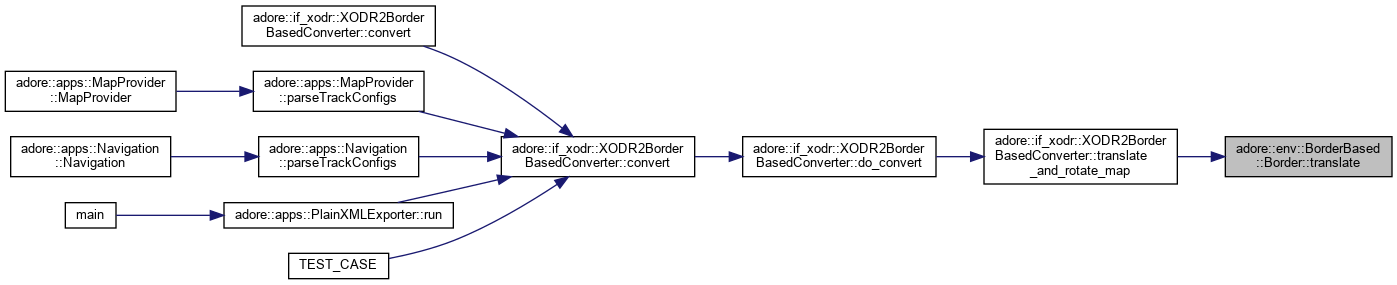 adore::if_xodr::XODR2Border
BasedConverter::convert
adore::apps::MapProvider
::MapProvider
adore::apps::MapProvider
::parseTrackConfigs
adore::apps::Navigation
::Navigation
adore::apps::Navigation
::parseTrackConfigs
main
adore::apps::PlainXMLExporter::run
TEST_CASE
adore::if_xodr::XODR2Border
BasedConverter::convert
adore::if_xodr::XODR2Border
BasedConverter::do_convert
adore::if_xodr::XODR2Border
BasedConverter::translate
_and_rotate_map
adore::env::BorderBased
::Border::translate